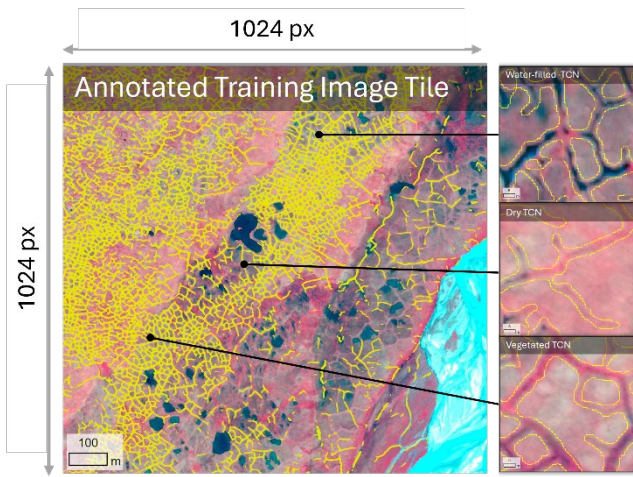 1024 px
1024 px
Annotated Training Image Tile
100
m
Water-filled TCN
Dry TCN
Vegetated TCN